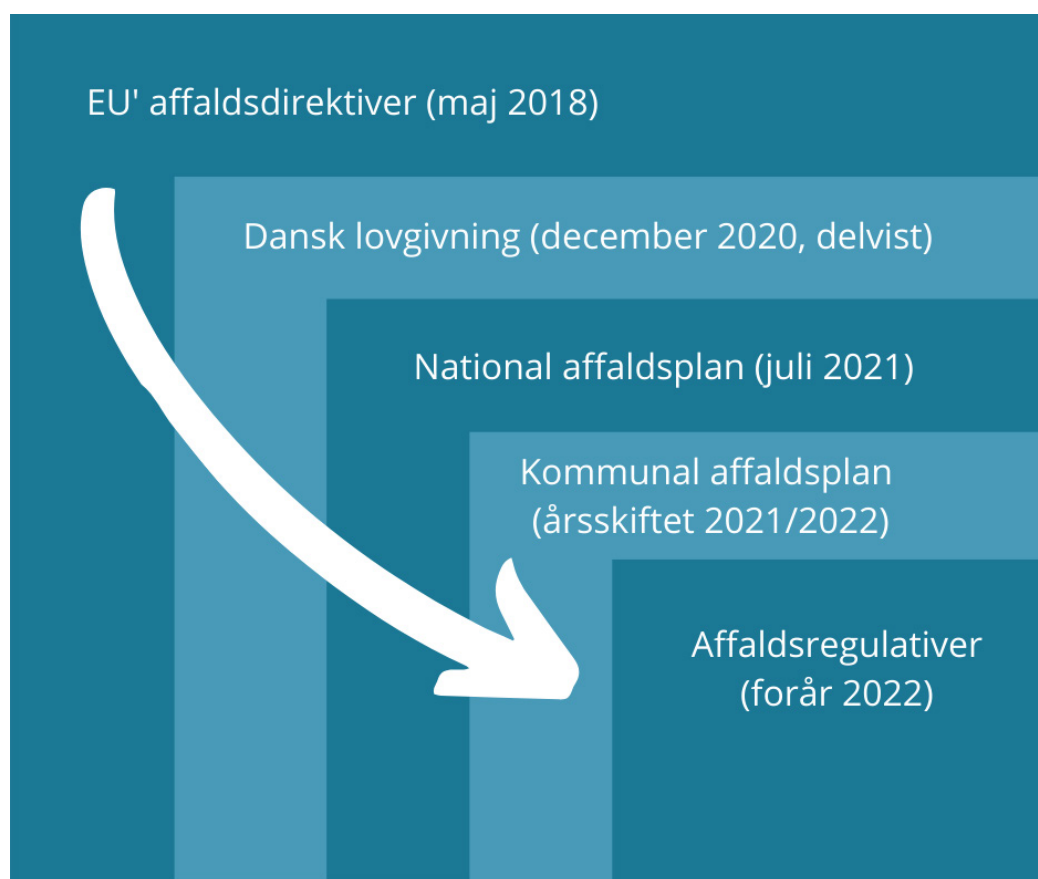 EU' affaldsdirektiver (maj 2018)
Dansk lovgivning (december 2020, delvist)
National affaldsplan (juli 2021)
Kommunal affaldsplan
(årsskiftet 2021/2022)
Affaldsregulativer
(forår 2022)